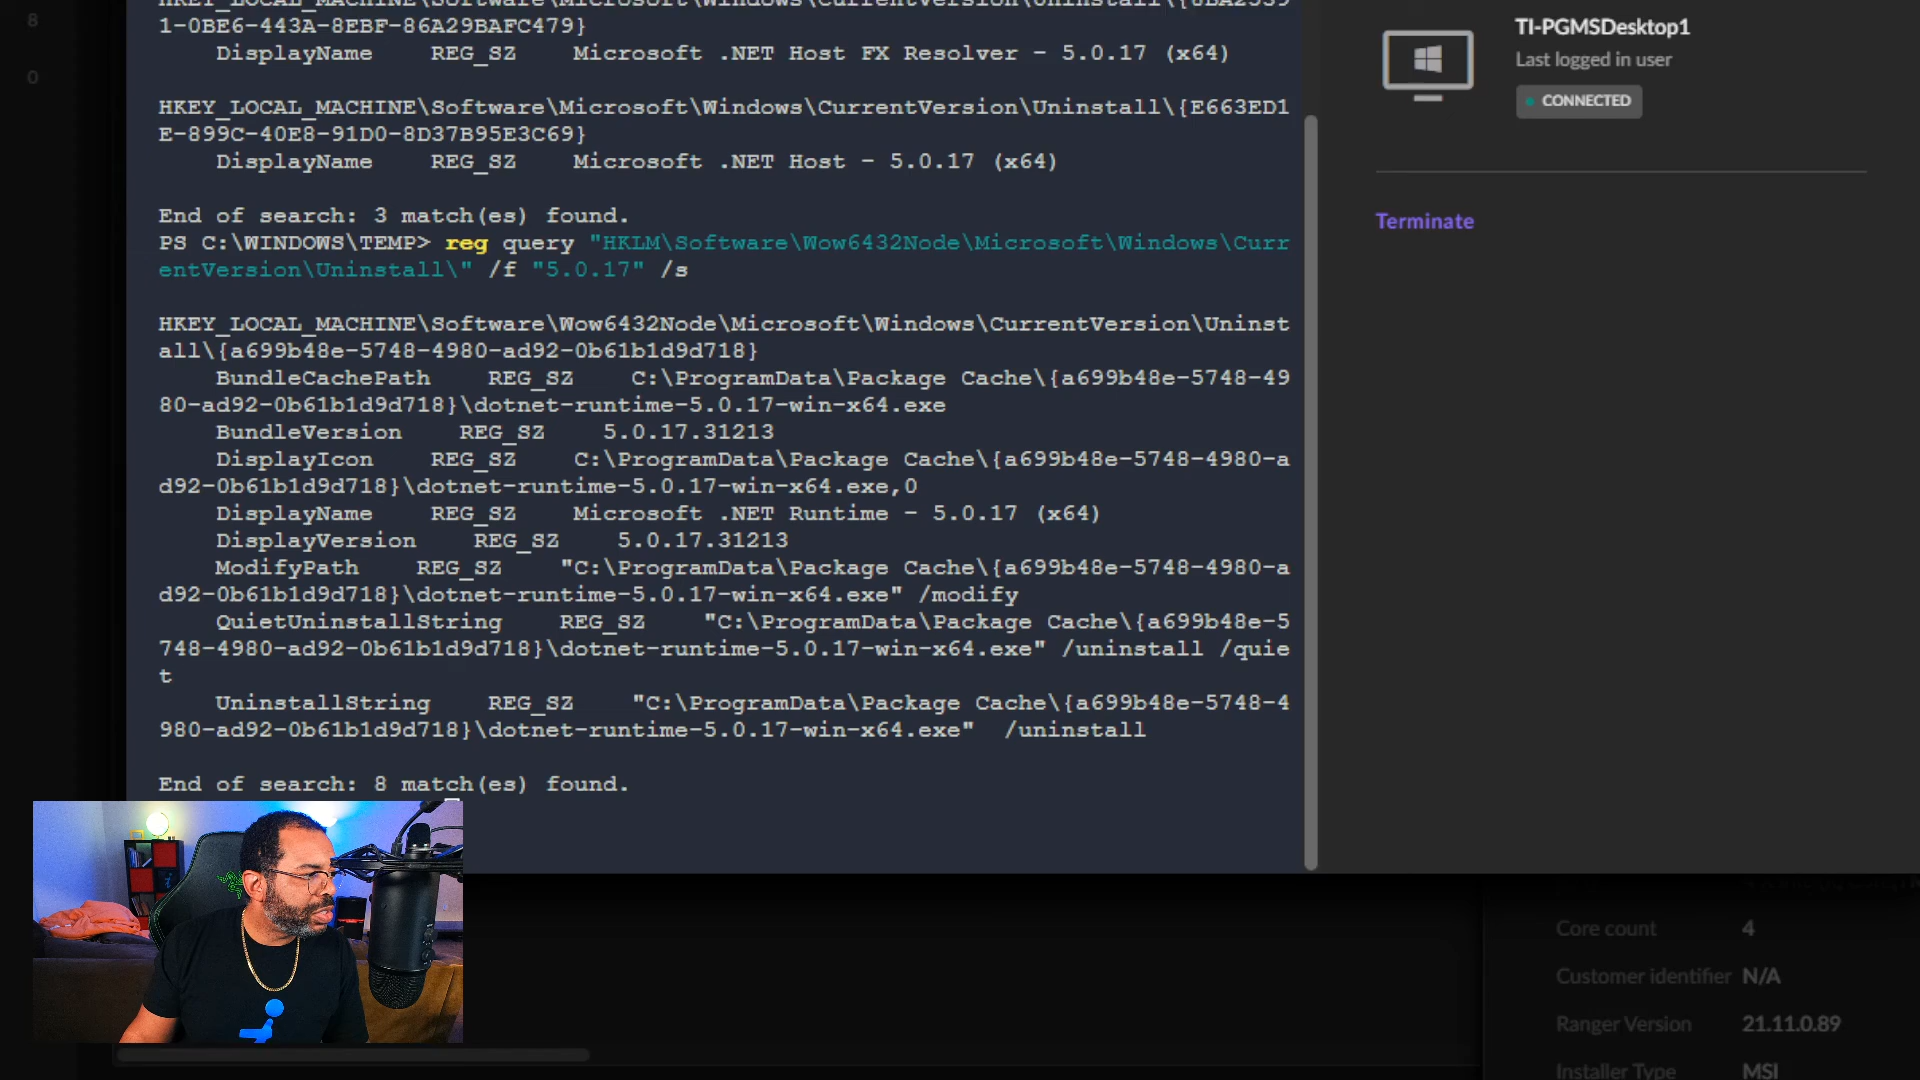 8
0
HKEY_LOCAL_MACHINE\Software\Microsoft\Windows\CurrentVersion\Uninstall\{8BA2539
1-0BE6-443A-8EBF-86A29BAFC479}
DisplayName REG_SZ Microsoft .NET Host FX Resolver - 5.0.17 (x64)
HKEY_LOCAL_MACHINE\Software\Microsoft\Windows\CurrentVersion\Uninstall\{E663ED1
E-899C-40E8-91D0-8D37B95E3C69}
DisplayName REG_SZ Microsoft .NET Host - 5.0.17 (x64)
End of search: 3 match(es) found.
PS C:\WINDOWS\TEMP> reg query "HKLM\Software\Wow6432Node\Microsoft\Windows\Curr
entVersion\Uninstall\" /f "5.0.17" /s
HKEY_LOCAL_MACHINE\Software\Wow6432Node\Microsoft\Windows\CurrentVersion\Uninst
all\{a699b48e-5748-4980-ad92-0b61b1d9d718}
BundleCachePath REG_SZ C:\ProgramData\Package Cache\{a699b48e-5748-49
80-ad92-0b61b1d9d718}\dotnet-runtime-5.0.17-win-x64.exe
BundleVersion REG_SZ 5.0.17.31213
DisplayIcon REG_SZ C:\ProgramData\Package Cache\{a699b48e-5748-4980-a
d92-0b61b1d9d718}\dotnet-runtime-5.0.17-win-x64.exe,0
DisplayName REG_SZ Microsoft .NET Runtime - 5.0.17 (x64)
DisplayVersion REG_SZ 5.0.17.31213
ModifyPath REG_SZ "C:\ProgramData\Package Cache\{a699b48e-5748-4980-a
d92-0b61b1d9d718}\dotnet-runtime-5.0.17-win-x64.exe" /modify
QuietUninstallString REG_SZ "C:\ProgramData\Package Cache\{a699b48e-5
748-4980-ad92-0b61b1d9d718}\dotnet-runtime-5.0.17-win-x64.exe" /uninstall /quie
t
UninstallString REG_SZ "C:\ProgramData\Package Cache\{a699b48e-5748-4
980-ad92-0b61b1d9d718}\dotnet-runtime-5.0.17-win-x64.exe" /uninstall
End of search: 8 match(es) found.
TI-PGMSDesktop1
Last logged in user
CONNECTED
Terminate
Core count 4
Customer identifier N/A
Ranger Version 21.11.0.89
Installer Type MSI